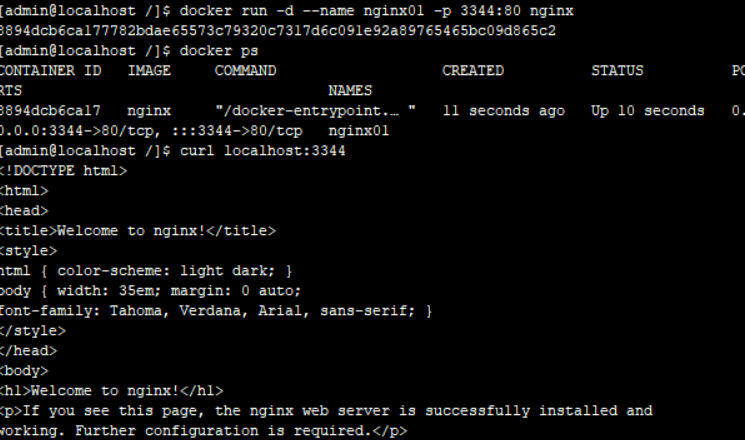 [admin@localhost /]$ docker run -d --name nginx01 -p 3344:80 nginx
8894dcb6ca177782bdae65573c79320c7317d6c091e92a89765465bc09d865c2
[admin@localhost /]$ docker ps
CONTAINER ID   IMAGE     COMMAND                  CREATED          STATUS          PO
RTS                                     NAMES
8894dcb6ca17   nginx     "/docker-entrypoint.… "   11 seconds ago   Up 10 seconds   0.
0.0.0:3344->80/tcp, :::3344->80/tcp   nginx01
[admin@localhost /]$ curl localhost:3344
<!DOCTYPE html>
<html>
<head>
<title>Welcome to nginx!</title>
<style>
html { color-scheme: light dark; }
body { width: 35em; margin: 0 auto;
font-family: Tahoma, Verdana, Arial, sans-serif; }
</style>
</head>
<body>
<h1>Welcome to nginx!</h1>
<p>If you see this page, the nginx web server is successfully installed and
working. Further configuration is required.</p>